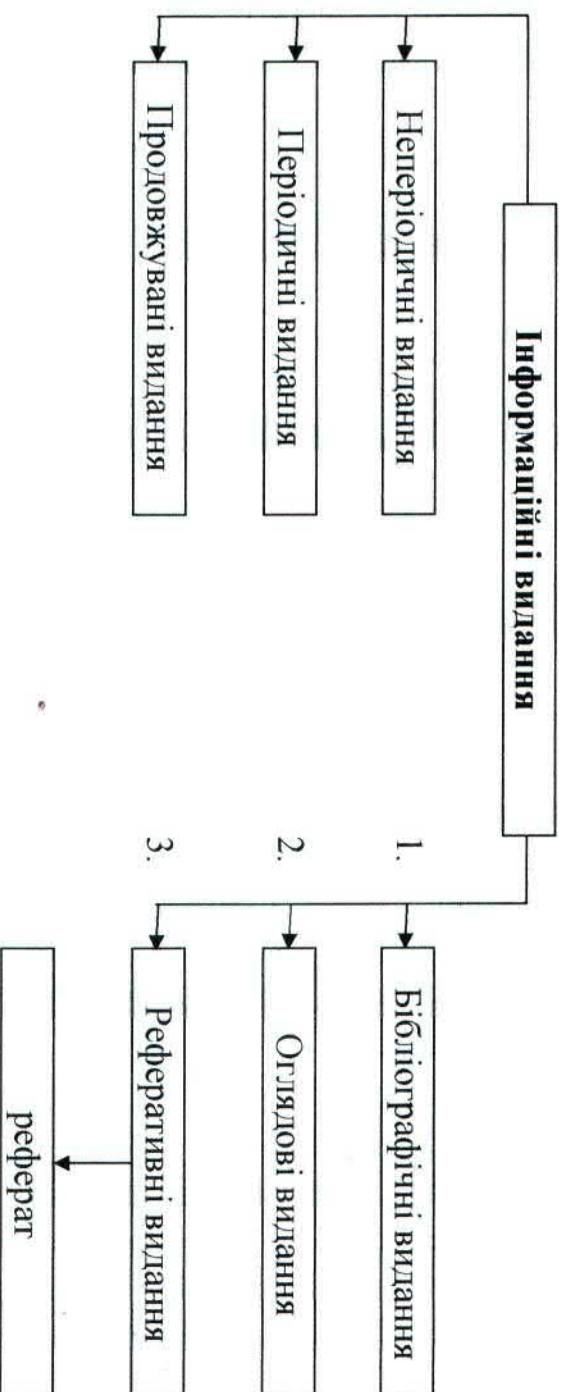 Інформаційні видання
Неперіодичні видання
Періодичні видання
Продовжувані видання
1. Бібліографічні видання
2. Оглядові видання
3. Реферативні видання
реферат